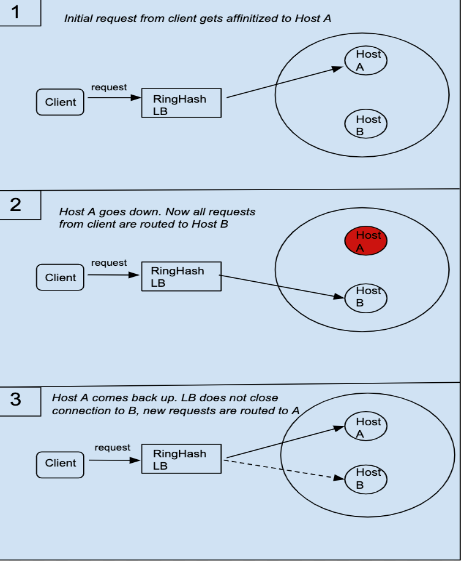 1
Initial request from client gets affinitized to Host A
Client
request
RingHash
LB
Host
A
Host
B
2
Host A goes down. Now all requests
from client are routed to Host B
Client
request
RingHash
LB
Host
A
Host
B
3
Host A comes back up. LB does not close
connection to B, new requests are routed to A
Client
request
RingHash
LB
Host
A
Host
B